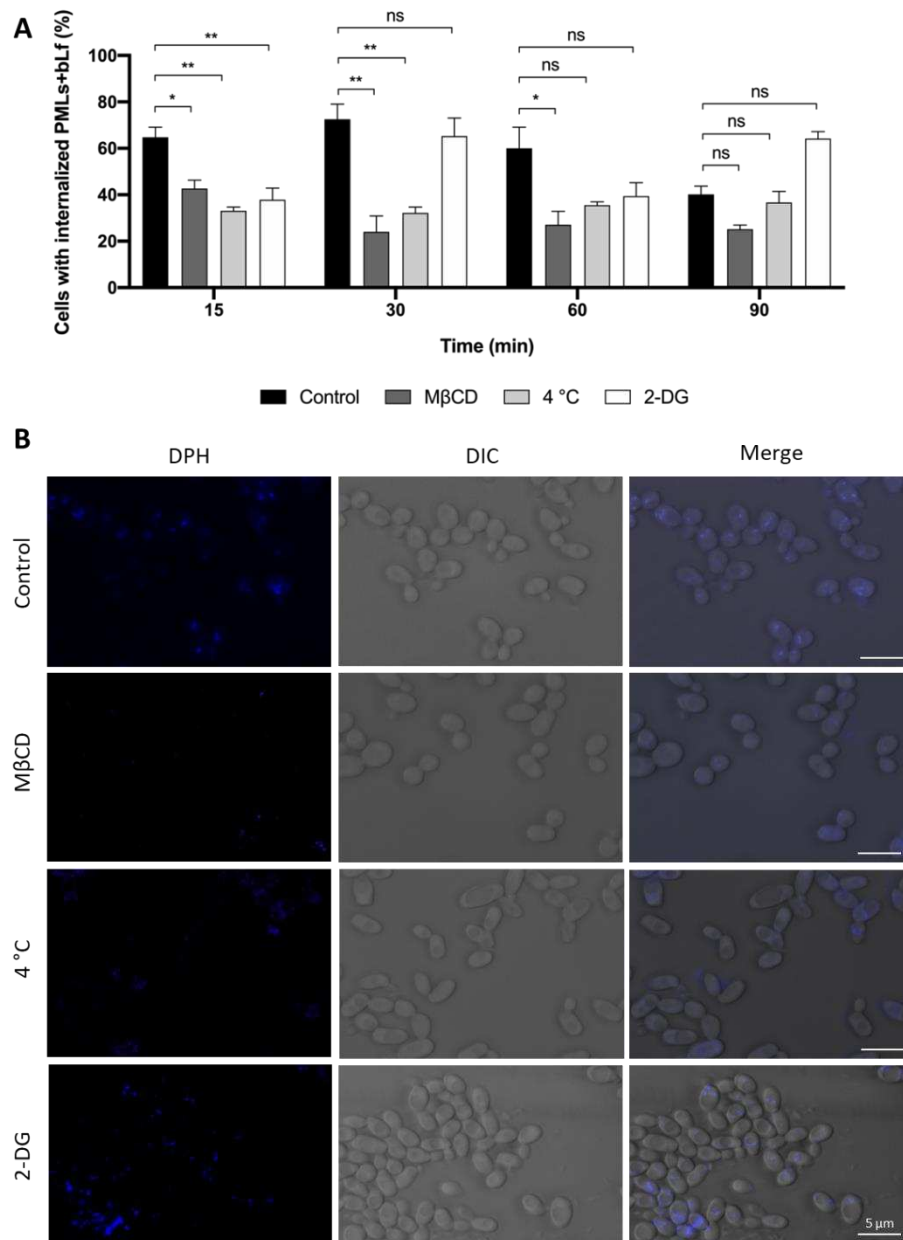 A
Cells with internalized PMLs+bLf (%)
100
80
60
40
20
0
**
**
*
ns
**
**
ns
ns
*
ns
ns
ns
15
30
60
90
Time (min)
Control
MβCD
4 °C
2-DG
B
DPH
DIC
Merge
Control
MβCD
4 °C
2-DG
5 µm